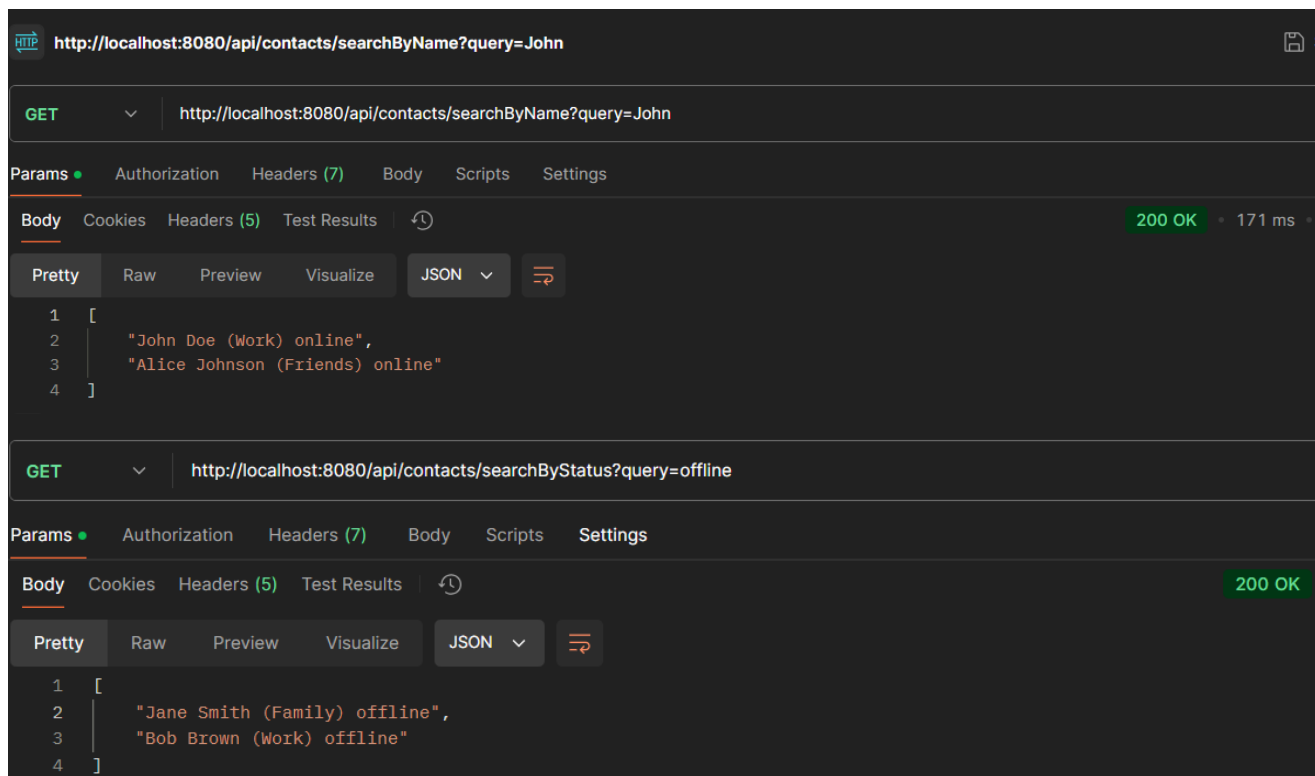 HTTP http://localhost:8080/api/contacts/searchByName?query=John
GET http://localhost:8080/api/contacts/searchByName?query=John
Params Authorization Headers (7) Body Scripts Settings
Body Cookies Headers (5) Test Results 200 OK 171 ms
Pretty Raw Preview Visualize JSON
1 [
2 "John Doe (Work) online",
3 "Alice Johnson (Friends) online"
4 ]
GET http://localhost:8080/api/contacts/searchByStatus?query=offline
Params Authorization Headers (7) Body Scripts Settings
Body Cookies Headers (5) Test Results 200 OK
Pretty Raw Preview Visualize JSON
1 [
2 "Jane Smith (Family) offline",
3 "Bob Brown (Work) offline"
4 ]